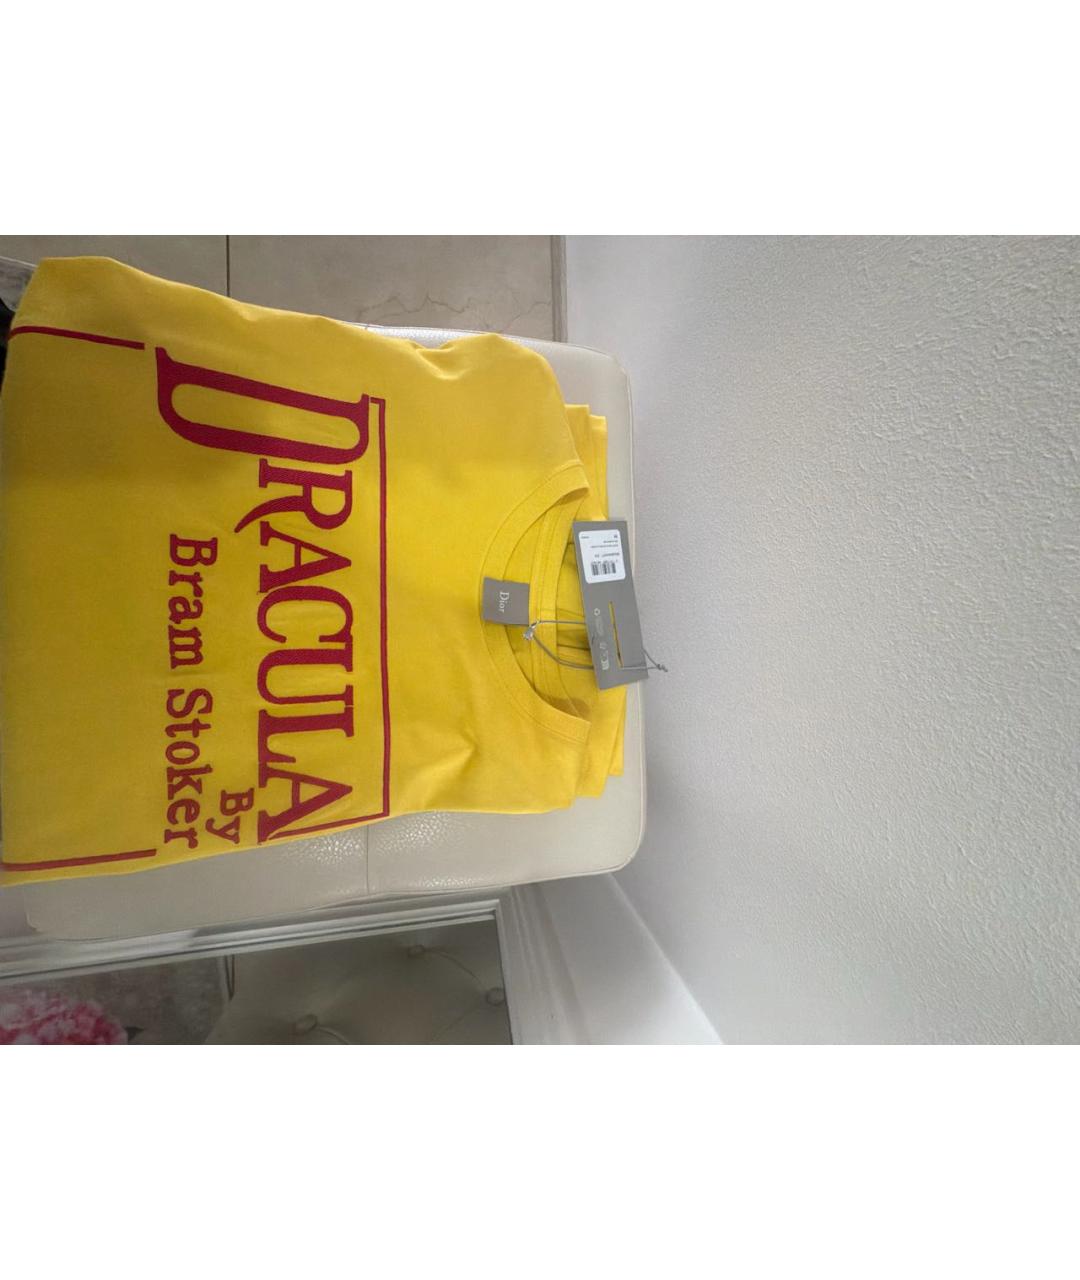 DRACULA
By
Bram Stoker
Dior